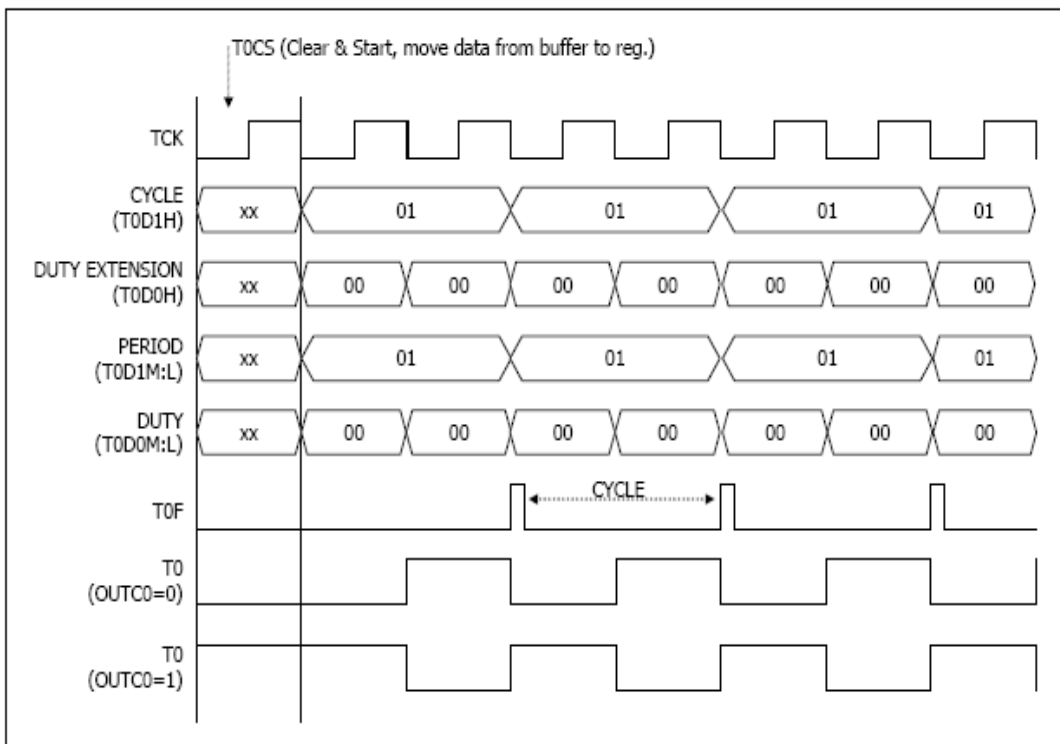 T0CS (Clear & Start, move data from buffer to reg.)
TCK
CYCLE
(T0D1H)
xx 01 01 01 01
DUTY EXTENSION
(T0D0H)
xx 00 00 00 00 00 00 00
PERIOD
(T0D1M:L)
xx 01 01 01 01
DUTY
(T0D0M:L)
xx 00 00 00 00 00 00 00
T0F
CYCLE
T0
(OUTC0=0)
T0
(OUTC0=1)